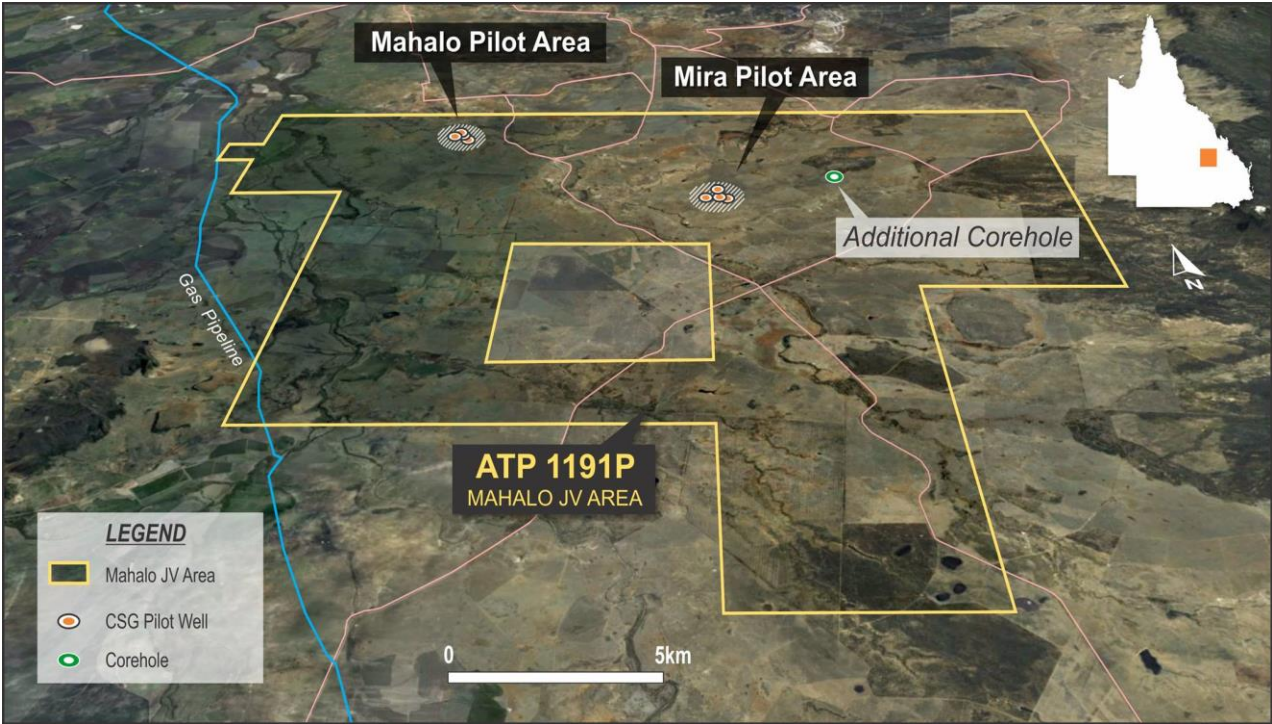 Mahalo Pilot Area
Mira Pilot Area
Additional Corehole
N
Gas Pipeline
ATP 1191P
MAHALO JV AREA
LEGEND
Mahalo JV Area
CSG Pilot Well
Corehole
0 5km